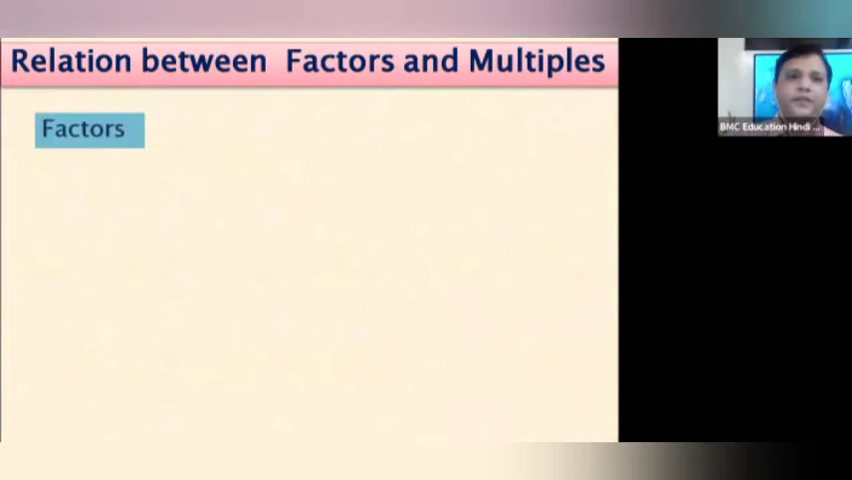 Relation between Factors and Multiples
Factors
BMC Education Hindi ...